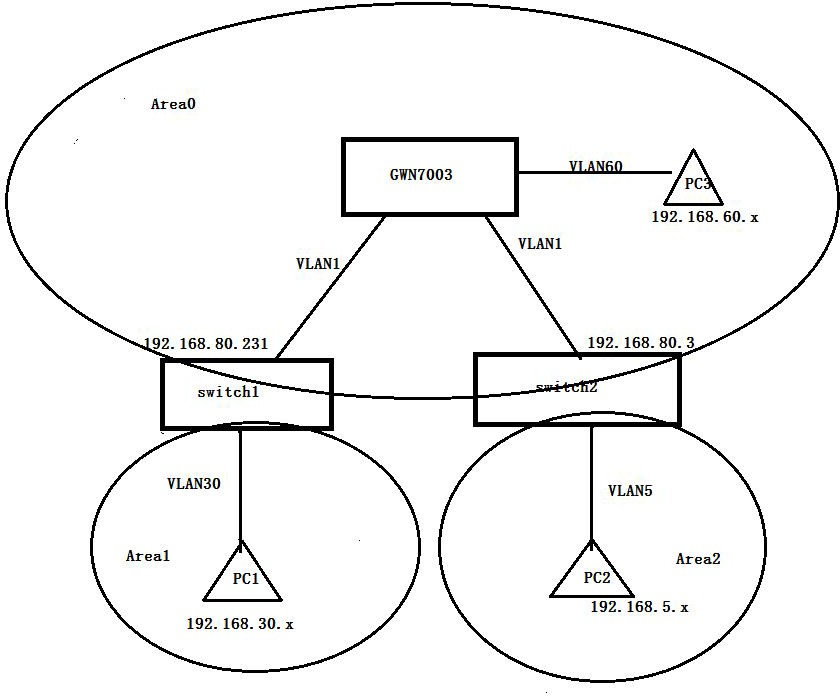 Area0
GWN7003
VLAN60
PC3
192.168.60.x
VLAN1
VLAN1
192.168.80.231
192.168.80.3
switch1
switch2
VLAN30
VLAN5
Area1
Area2
PC1
PC2
192.168.30.x
192.168.5.x